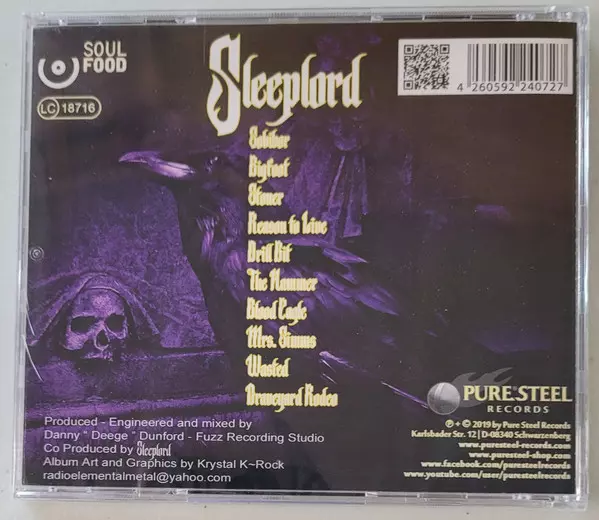 SOUL
FOOD
LC 18716
Sleeplord
4 260592 240727
Sobibor
Bigfoot
Stoner
Reason to Live
Drill Bit
The Hammer
Blood Eagle
Mrs. Simms
Wasted
Graveyard Rodeo
PURE STEEL
RECORDS
Produced - Engineered and mixed by
Danny " Deege " Dunford - Fuzz Recording Studio
Co Produced by Sleeplord
Album Art and Graphics by Krystal K~Rock
radioelementalmetal@yahoo.com
℗ + © 2019 by Pure Steel Records
Karlsbader Str. 12 | D-08340 Schwarzenberg
www.puresteel-records.com
www.puresteel-shop.com
www.facebook.com/puresteelrecords
www.youtube.com/user/puresteelrecords